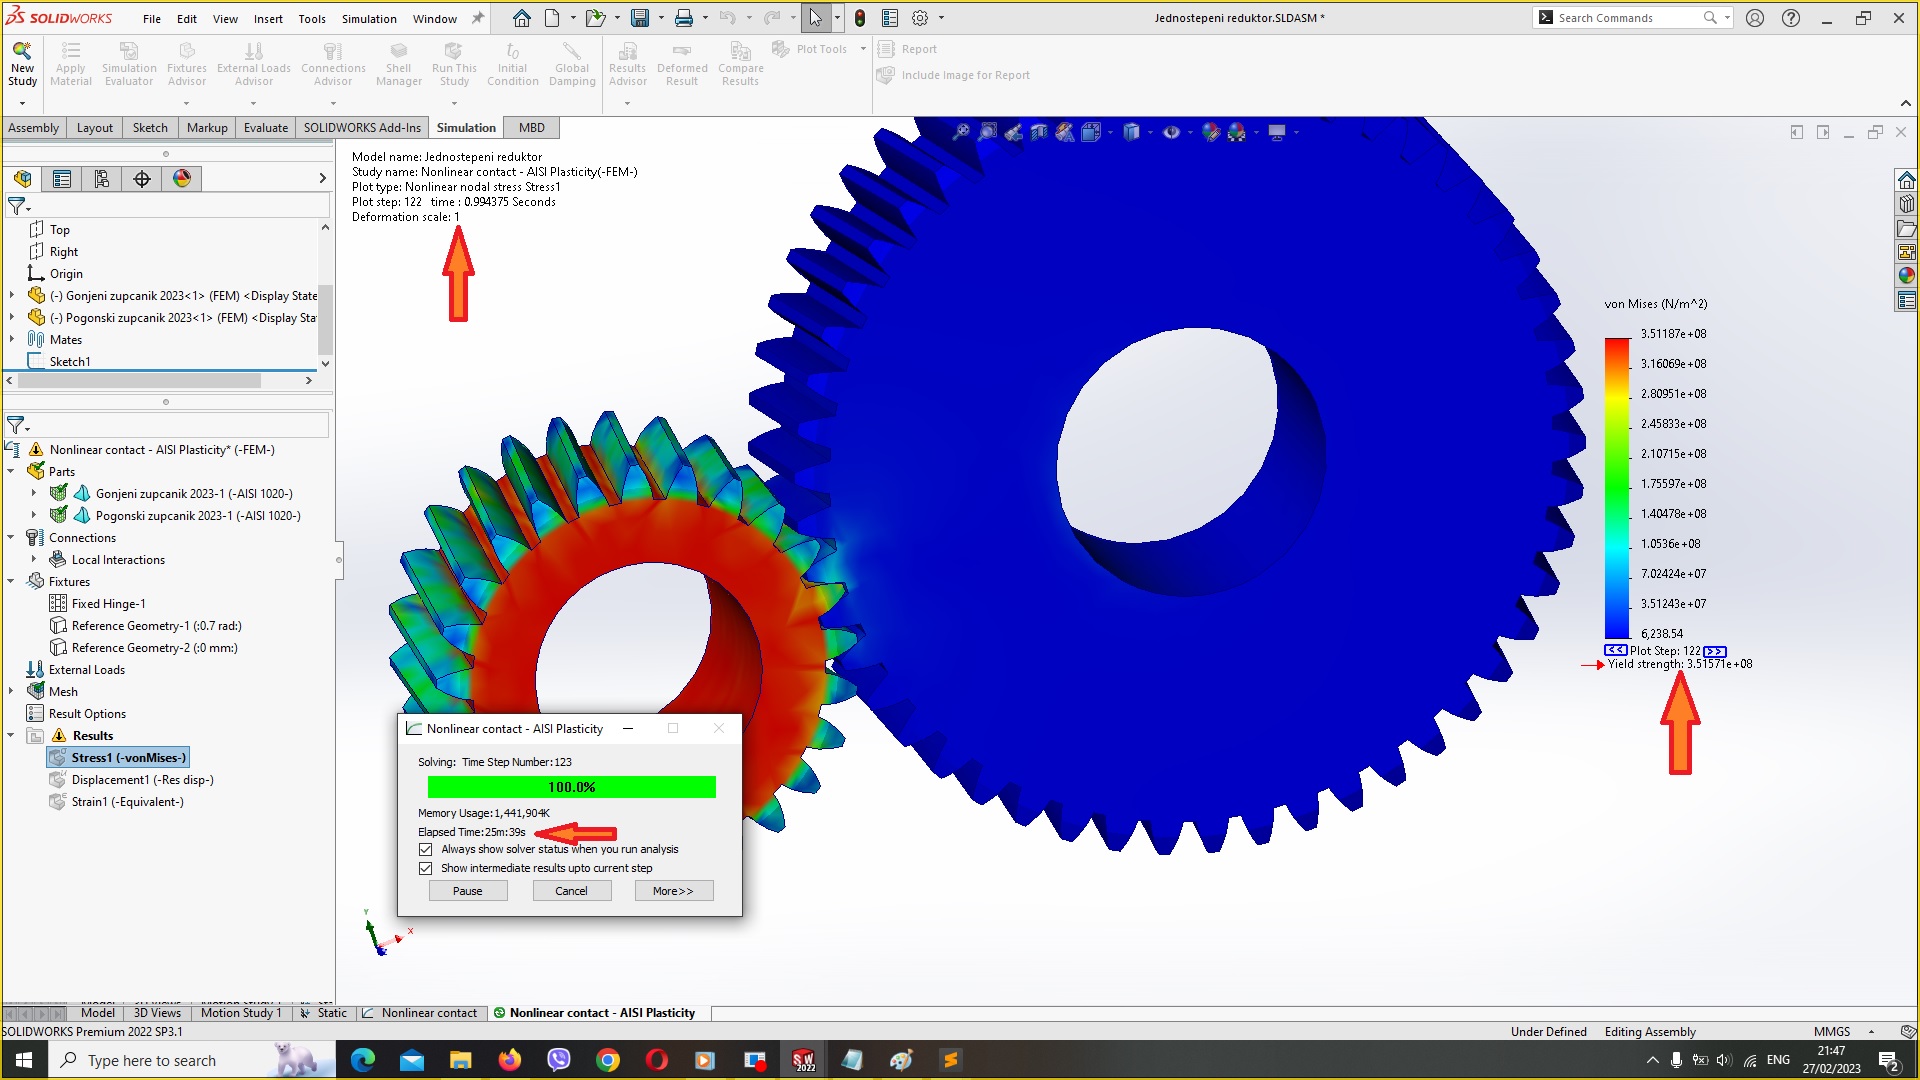 SOLIDWORKS File Edit View Insert Tools Simulation Window
Jednostepeni reduktor.SLDASM *
Search Commands
New Study
Apply Material
Simulation Evaluator
Fixtures Advisor
External Loads Advisor
Connections Advisor
Shell Manager
Run This Study
Initial Condition
Global Damping
Results Advisor
Deformed Result
Compare Results
Plot Tools
Report
Include Image for Report
Assembly Layout Sketch Markup Evaluate SOLIDWORKS Add-Ins Simulation MBD
Top
Right
Origin
(-) Gonjeni zupcanik 2023<1> (FEM) <Display State
(-) Pogonski zupcanik 2023<1> (FEM) <Display Sta
Mates
Sketch1
Nonlinear contact - AISI Plasticity* (-FEM-)
Parts
Gonjeni zupcanik 2023-1 (-AISI 1020-)
Pogonski zupcanik 2023-1 (-AISI 1020-)
Connections
Local Interactions
Fixtures
Fixed Hinge-1
Reference Geometry-1 (:0.7 rad:)
Reference Geometry-2 (:0 mm:)
External Loads
Mesh
Result Options
Results
Stress1 (-vonMises-)
Displacement1 (-Res disp-)
Strain1 (-Equivalent-)
Model name: Jednostepeni reduktor
Study name: Nonlinear contact - AISI Plasticity(-FEM-)
Plot type: Nonlinear nodal stress Stress1
Plot step: 122 time : 0.994375 Seconds
Deformation scale: 1
von Mises (N/m^2)
3.51187e+08
3.16069e+08
2.80951e+08
2.45833e+08
2.10715e+08
1.75597e+08
1.40478e+08
1.0536e+08
7.02424e+07
3.51243e+07
6,238.54
<< Plot Step: 122 >>
Yield strength: 3.51571e+08
Nonlinear contact - AISI Plasticity
Solving: Time Step Number:123
100.0%
Memory Usage:1,441,904K
Elapsed Time:25m:39s
Always show solver status when you run analysis
Show intermediate results upto current step
Pause Cancel More>>
Y
X
Model 3D Views Motion Study 1 Static Nonlinear contact Nonlinear contact - AISI Plasticity
SOLIDWORKS Premium 2022 SP3.1
Under Defined Editing Assembly MMGS
Type here to search
SW 2022
ENG
21:47
27/02/2023
2